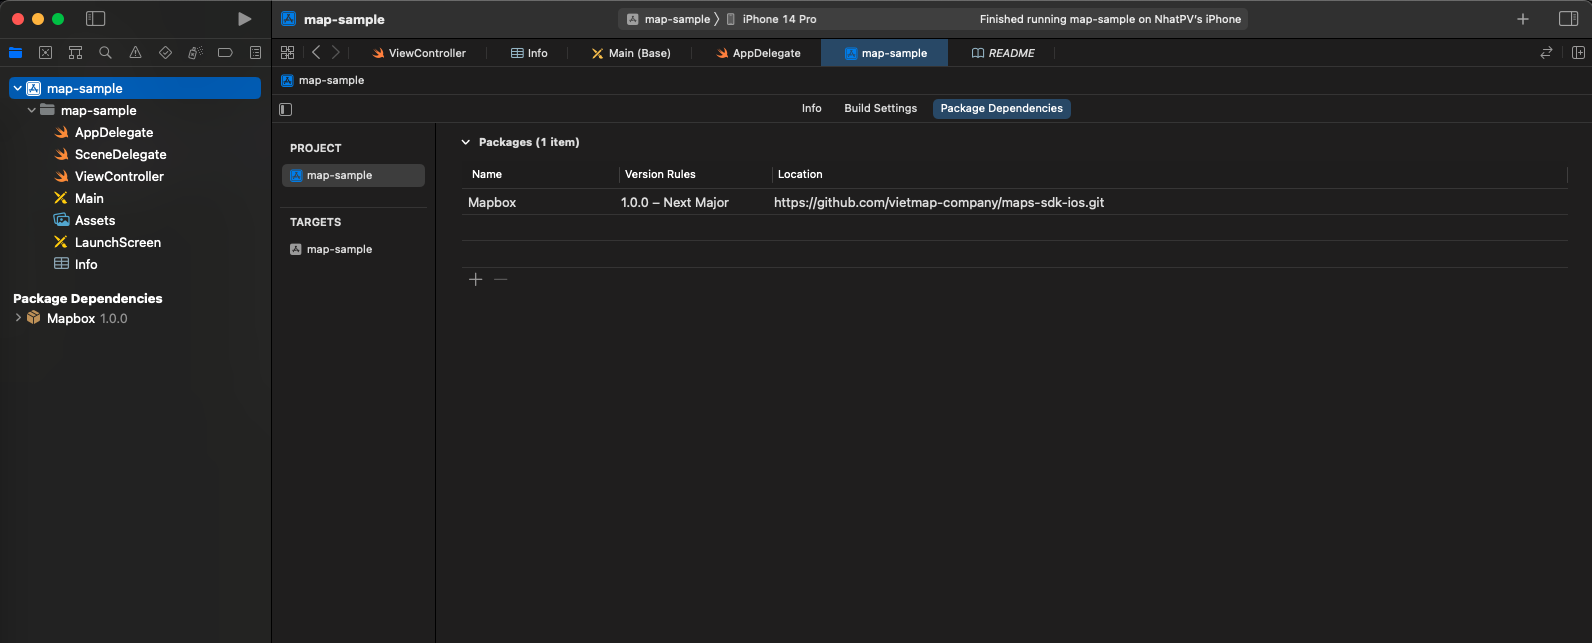 map-sample
map-sample 〉 iPhone 14 Pro
Finished running map-sample on NhatPV's iPhone
ViewController
Info
Main (Base)
AppDelegate
map-sample
README
map-sample
map-sample
AppDelegate
SceneDelegate
ViewController
Main
Assets
LaunchScreen
Info
Package Dependencies
Mapbox 1.0.0
map-sample
Info
Build Settings
Package Dependencies
PROJECT
map-sample
TARGETS
map-sample
Packages (1 item)
Name Version Rules Location
Mapbox 1.0.0 – Next Major https://github.com/vietmap-company/maps-sdk-ios.git